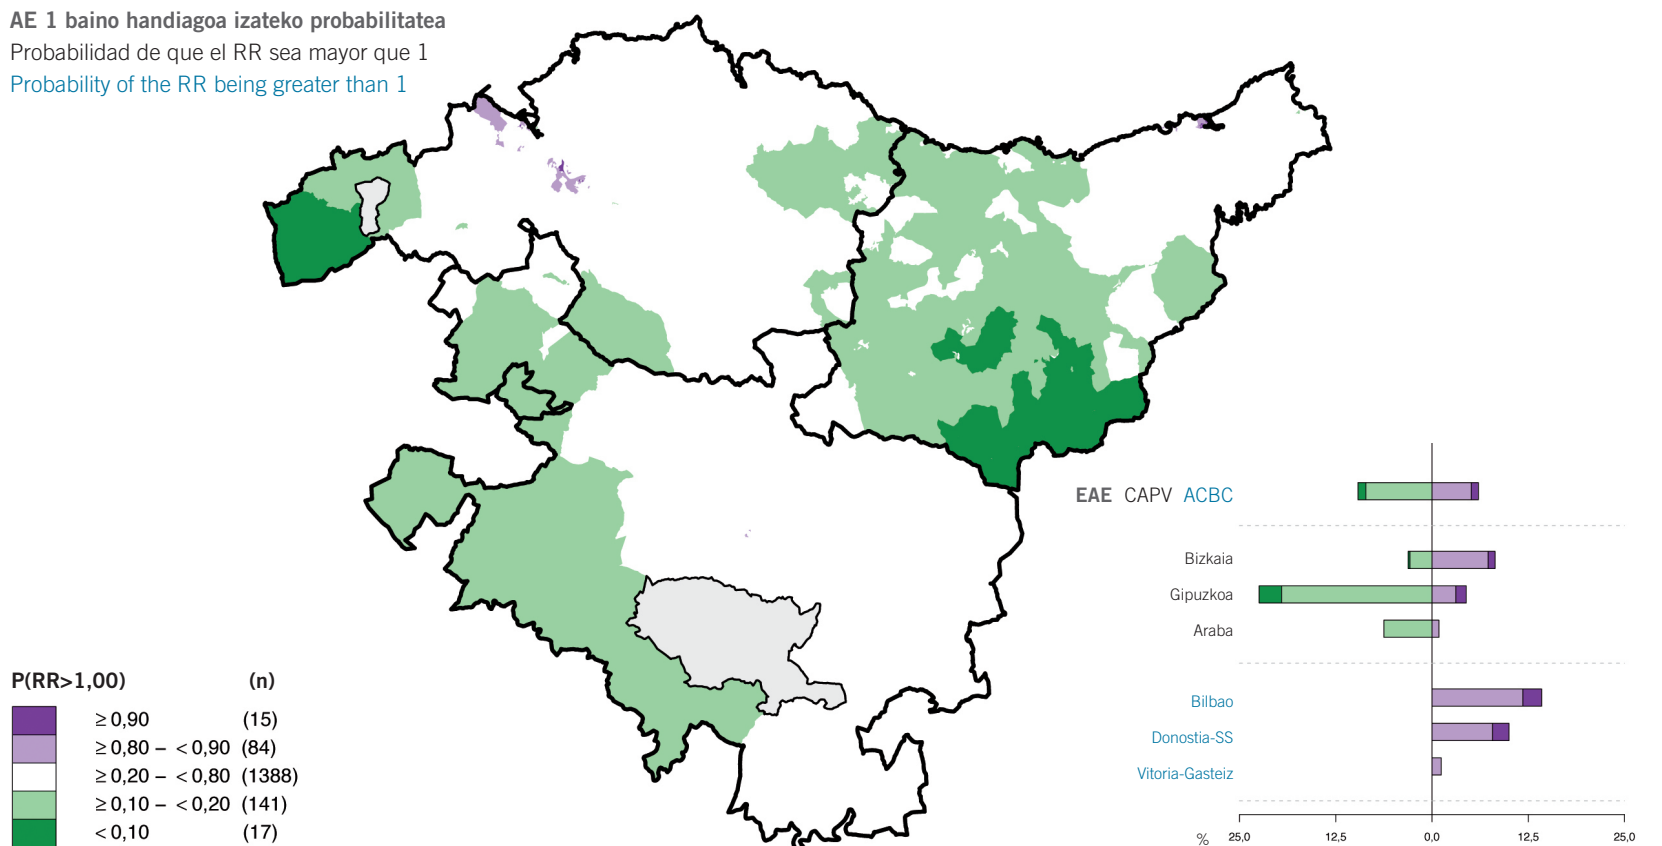 AE 1 baino handiagoa izateko probabilitatea
Probabilidad de que el RR sea mayor que 1
Probability of the RR being greater than 1
EAE CAPV ACBC
Bizkaia
Gipuzkoa
Araba
Bilbao
Donostia-SS
Vitoria-Gasteiz
% 25,0 12,5 0,0 12,5 25,0
P(RR>1,00) (n)
≥ 0,90 (15)
≥ 0,80 – < 0,90 (84)
≥ 0,20 – < 0,80 (1388)
≥ 0,10 – < 0,20 (141)
< 0,10 (17)